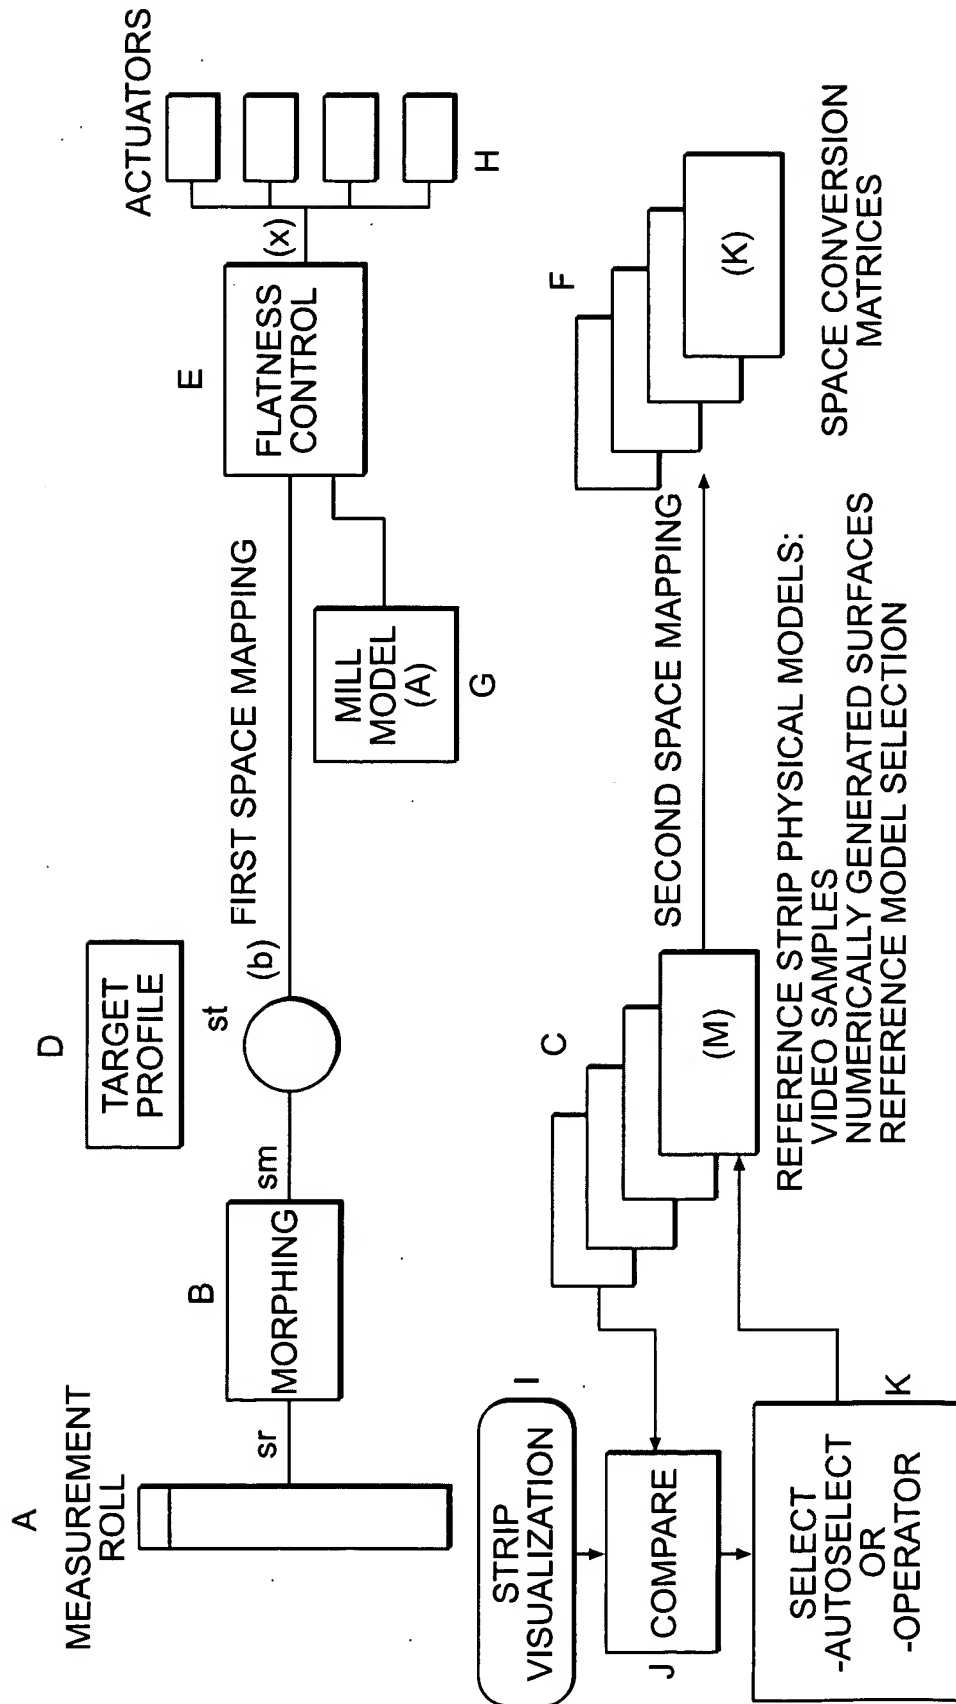 A
MEASUREMENT
ROLL
sr
B
MORPHING
sm
D
TARGET
PROFILE
st
(b)
FIRST SPACE MAPPING
MILL
MODEL
(A)
G
E
FLATNESS
CONTROL
(x)
ACTUATORS
H
STRIP
VISUALIZATION
I
J
COMPARE
SELECT
-AUTOSELECT
OR
-OPERATOR
K
C
(M)
REFERENCE STRIP PHYSICAL MODELS:
VIDEO SAMPLES
NUMERICALLY GENERATED SURFACES
REFERENCE MODEL SELECTION
SECOND SPACE MAPPING
F
(K)
SPACE CONVERSION
MATRICES